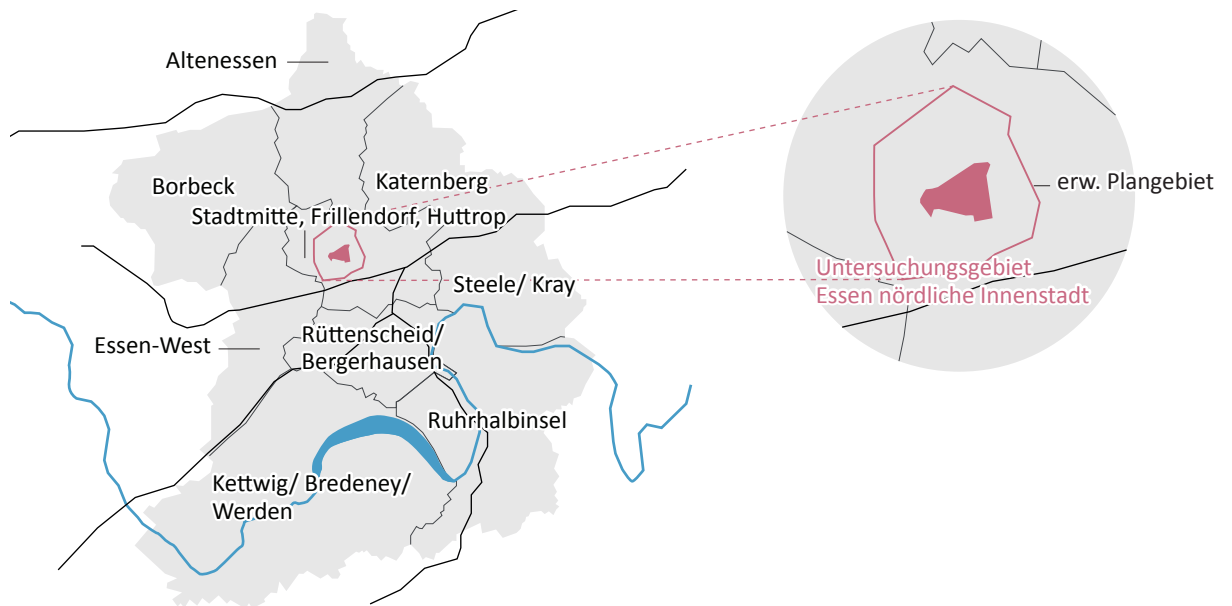 Altenessen
Borbeck
Katernberg
Stadtmitte, Frillendorf, Huttrop
Steele/ Kray
Essen-West
Rüttenscheid/
Bergerhausen
Ruhrhalbinsel
Kettwig/ Bredeney/
Werden
erw. Plangebiet
Untersuchungsgebiet
Essen nördliche Innenstadt